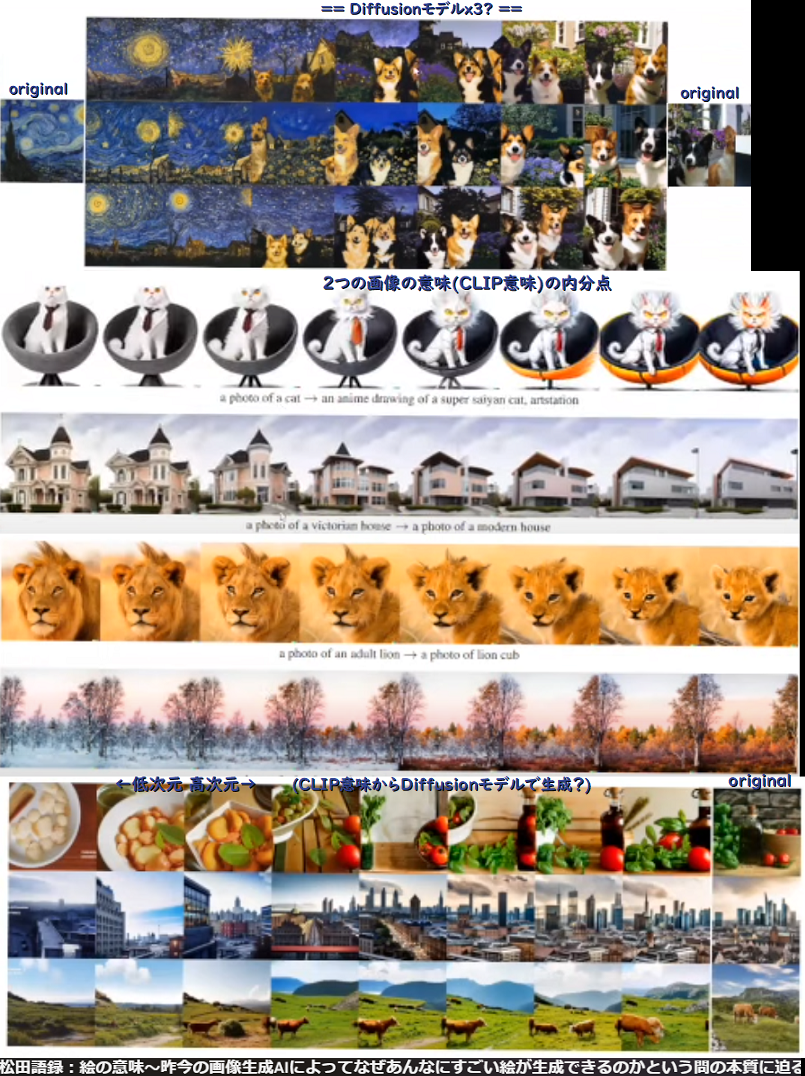 == Diffusionモデルx3? ==
original
original
2つの画像の意味(CLIP意味)の内分点
a photo of a cat → an anime drawing of a super saiyan cat, artstation
a photo of a victorian house → a photo of a modern house
a photo of an adult lion → a photo of lion cub
←低次元 高次元→ (CLIP意味からDiffusionモデルで生成?)
original
松田語録：絵の意味～昨今の画像生成AIによってなぜあんなにすごい絵が生成できるのかという問の本質に迫る